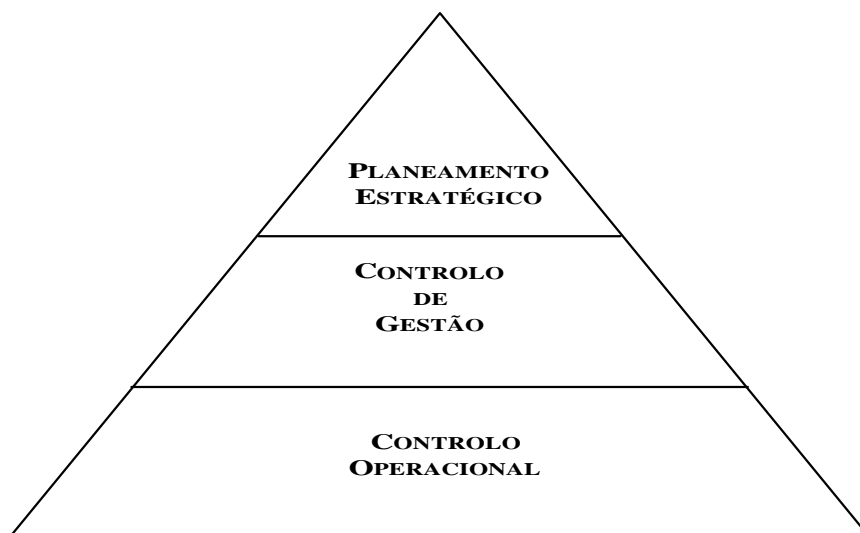 PLANEAMENTO
ESTRATÉGICO
CONTROLO
DE
GESTÃO
CONTROLO
OPERACIONAL